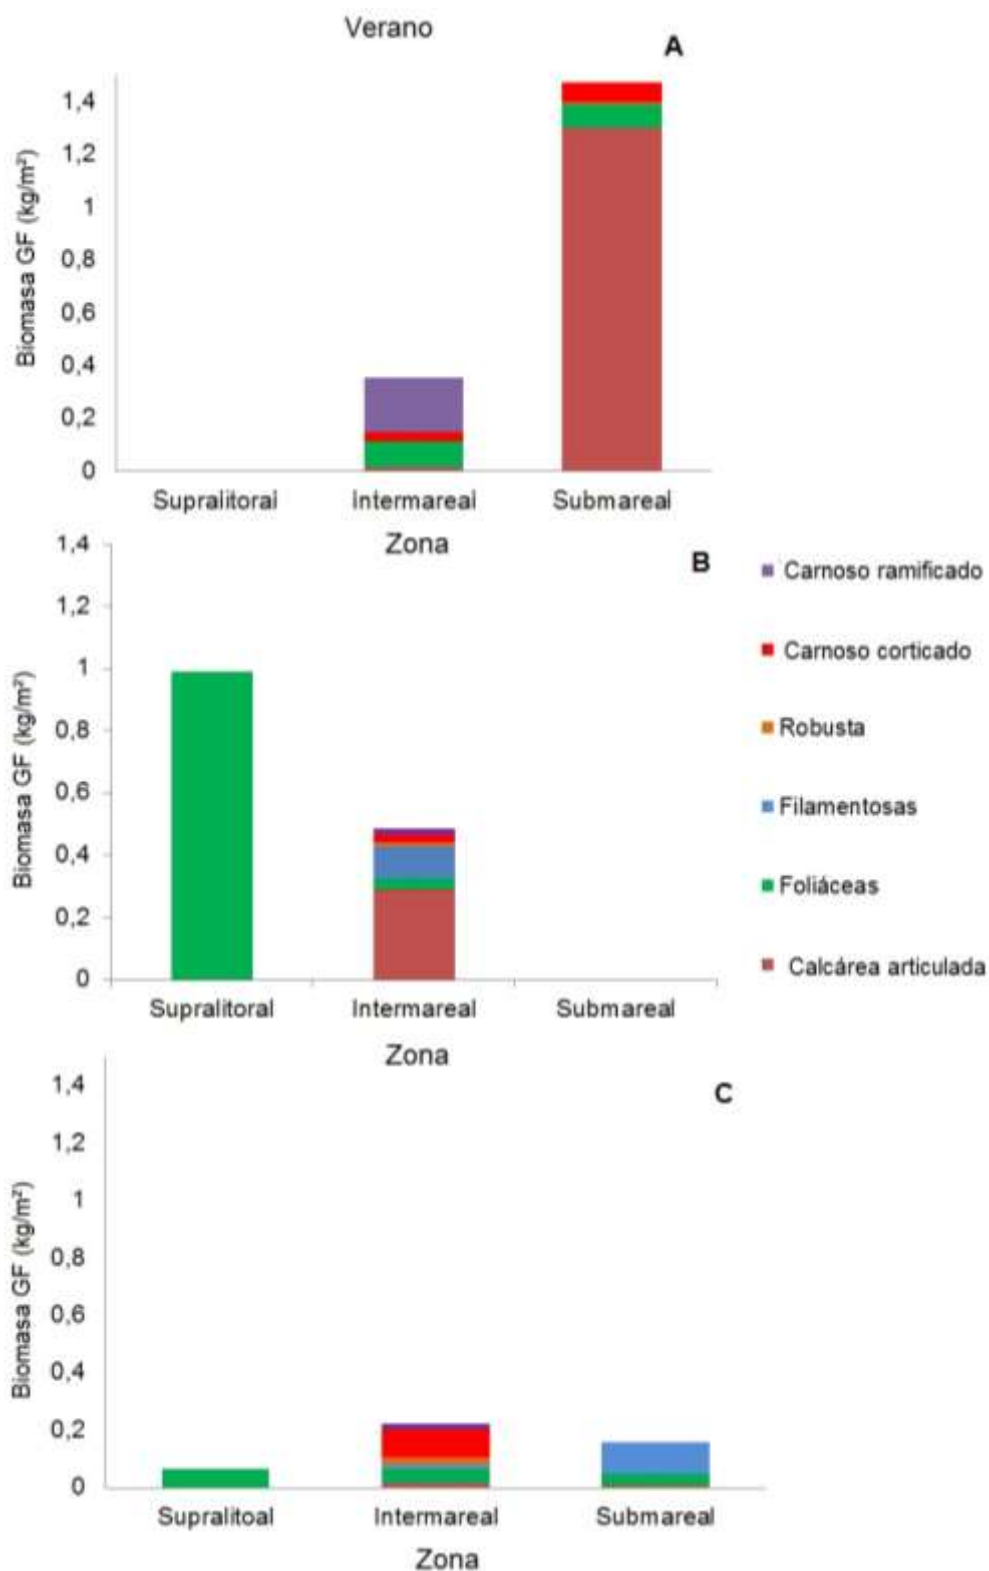 Verano
A
Biomasa GF (kg/m²)
1,4
1,2
1
0,8
0,6
0,4
0,2
0
Supralitoral Intermareal Submareal
Zona
B
Biomasa GF (kg/m²)
1,4
1,2
1
0,8
0,6
0,4
0,2
0
Supralitoral Intermareal Submareal
Zona
Carnoso ramificado
Carnoso corticado
Robusta
Filamentosas
Foliáceas
Calcárea articulada
C
Biomasa GF (kg/m²)
1,4
1,2
1
0,8
0,6
0,4
0,2
0
Supralitoal Intermareal Submareal
Zona